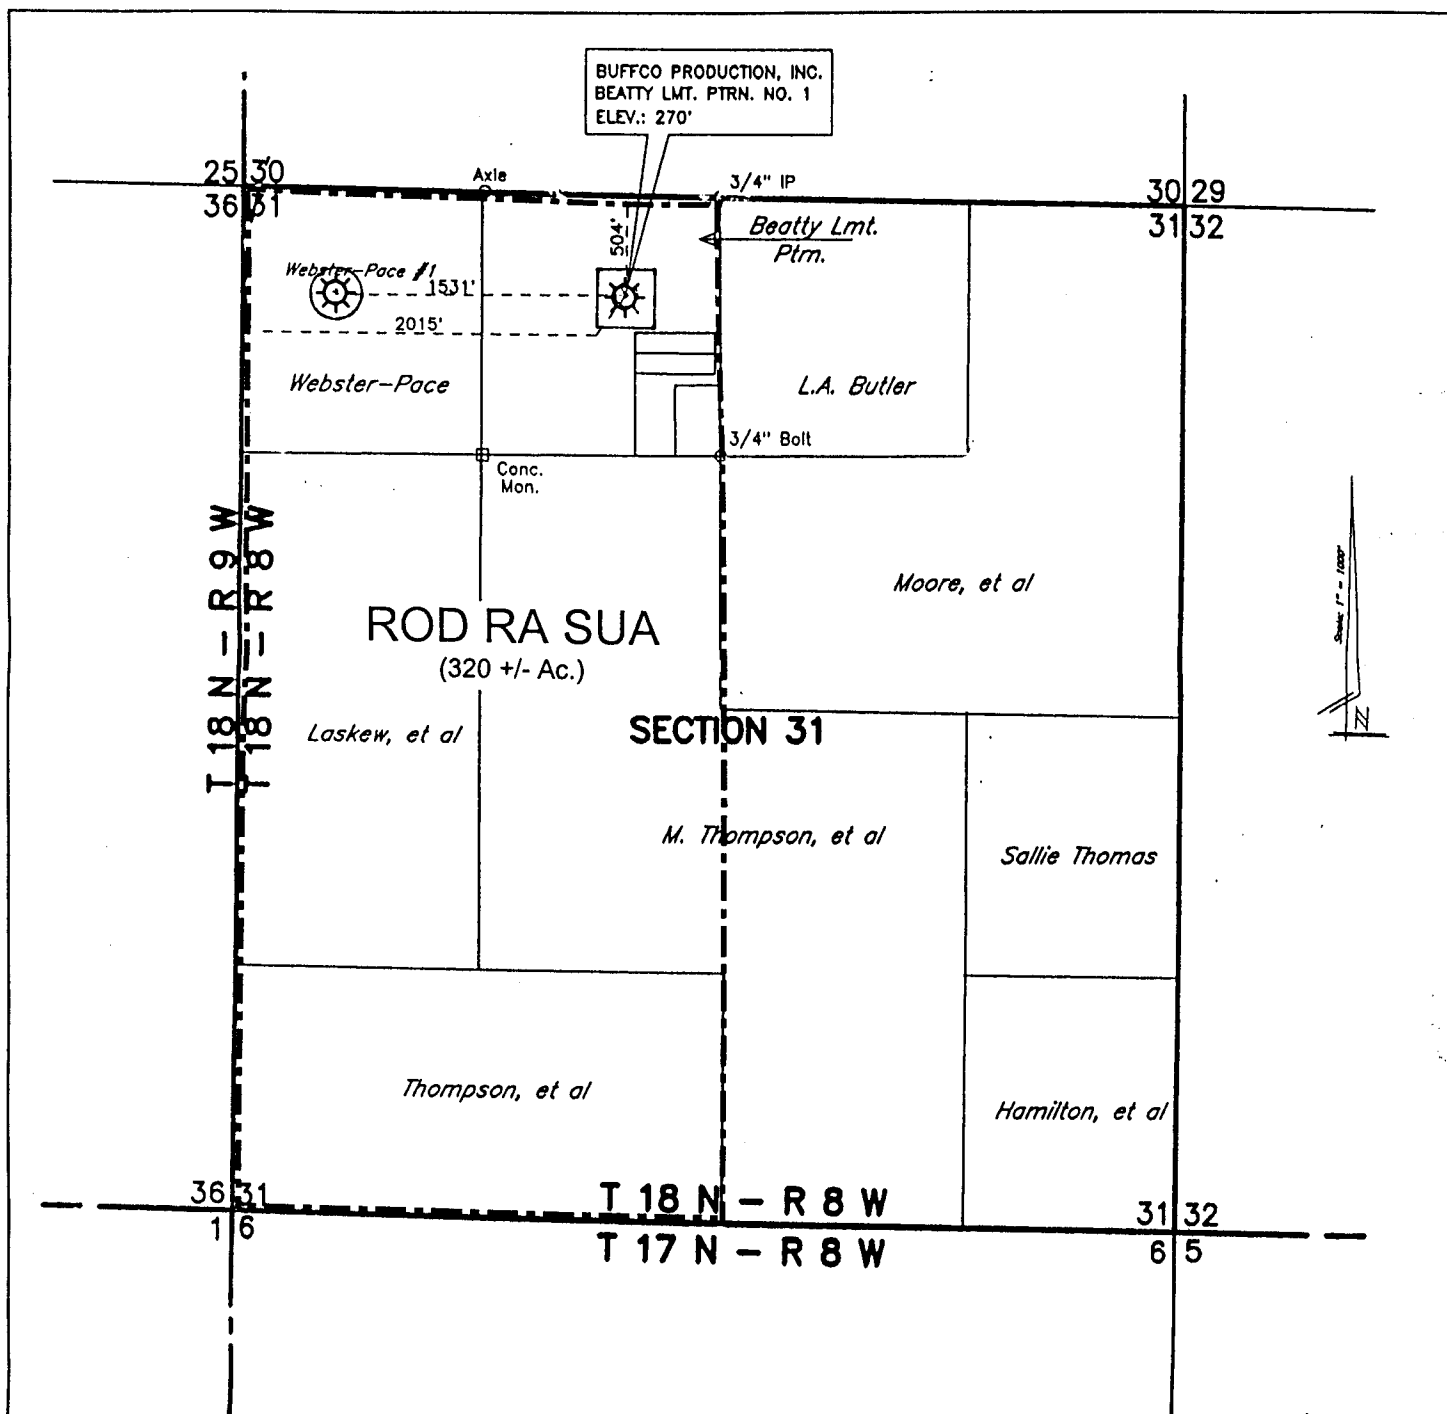 BUFFCO PRODUCTION, INC.
BEATTY LMT. PTRN. NO. 1
ELEV.: 270'
25 30
36 31
Axle
3/4" IP
30 29
31 32
504'
Beatty Lmt.
Ptrn.
Webster-Pace #1
1531'
2015'
Webster-Pace
L.A. Butler
3/4" Bolt
Conc.
Mon.
T 18 N - R 9 W
T 18 N - R 8 W
Moore, et al
Scale: 1" = 1000'
ROD RA SUA
(320 +/- Ac.)
N
Laskew, et al
SECTION 31
M. Thompson, et al
Sallie Thomas
Thompson, et al
Hamilton, et al
36 31
1 6
T 18 N - R 8 W
T 17 N - R 8 W
31 32
6 5